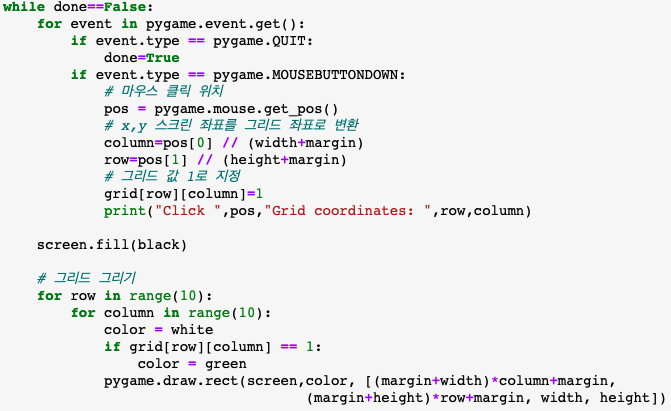 while done==False:
    for event in pygame.event.get():
        if event.type == pygame.QUIT:
            done=True
        if event.type == pygame.MOUSEBUTTONDOWN:
            # 마우스 클릭 위치
            pos = pygame.mouse.get_pos()
            # x,y 스크린 좌표를 그리드 좌표로 변환
            column=pos[0] // (width+margin)
            row=pos[1] // (height+margin)
            # 그리드 값 1로 지정
            grid[row][column]=1
            print("Click ",pos,"Grid coordinates: ",row,column)

    screen.fill(black)

    # 그리드 그리기
    for row in range(10):
        for column in range(10):
            color = white
            if grid[row][column] == 1:
                color = green
            pygame.draw.rect(screen,color, [(margin+width)*column+margin,
                                    (margin+height)*row+margin, width, height])